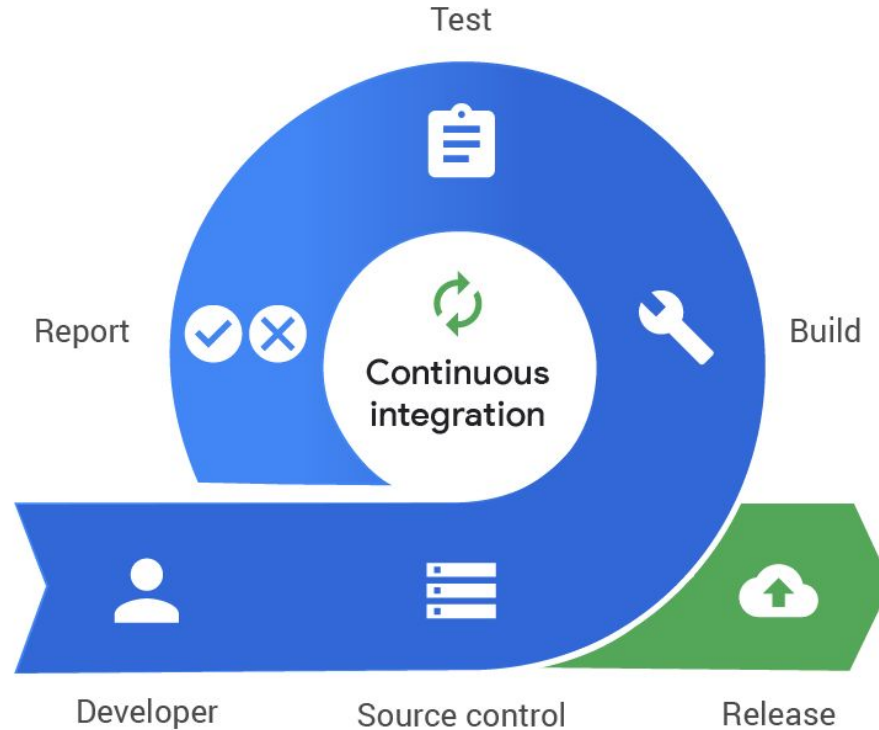 Test
Report
Build
Continuous
integration
Developer
Source control
Release